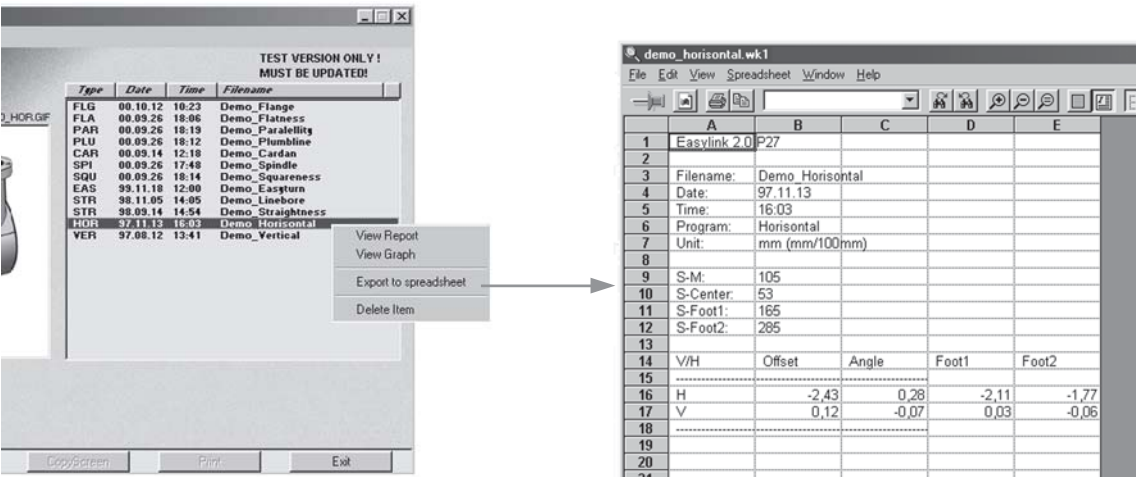 TEST VERSION ONLY !
MUST BE UPDATED!
Type Date Time Filename
FLG 00.10.12 10:23 Demo_Flange
FLA 00.09.26 18:06 Demo_Flatness
PAR 00.09.26 18:19 Demo_Paralellity
PLU 00.09.26 18:12 Demo_Plumbline
CAR 00.09.14 12:18 Demo_Cardan
SPI 00.09.26 17:48 Demo_Spindle
SQU 00.09.26 18:14 Demo_Squareness
EAS 99.11.18 12:00 Demo_Easyturn
STR 98.11.05 14:05 Demo_Linebore
STR 98.09.14 14:54 Demo_Straightness
HOR 97.11.13 16:03 Demo_Horisontal
VER 97.08.12 13:41 Demo_Vertical
O_HOR.GIF
View Report
View Graph
Export to spreadsheet
Delete Item
CopyScreen Print Exit
demo_horisontal.wk1
File Edit View Spreadsheet Window Help
A B C D E
1 Easylink 2.0 P27
2
3 Filename: Demo_Horisontal
4 Date: 97.11.13
5 Time: 16:03
6 Program: Horisontal
7 Unit: mm (mm/100mm)
8
9 S-M: 105
10 S-Center: 53
11 S-Foot1: 165
12 S-Foot2: 285
13
14 V/H Offset Angle Foot1 Foot2
15 --------------------
16 H -2,43 0,28 -2,11 -1,77
17 V 0,12 -0,07 0,03 -0,06
18 --------------------
19
20